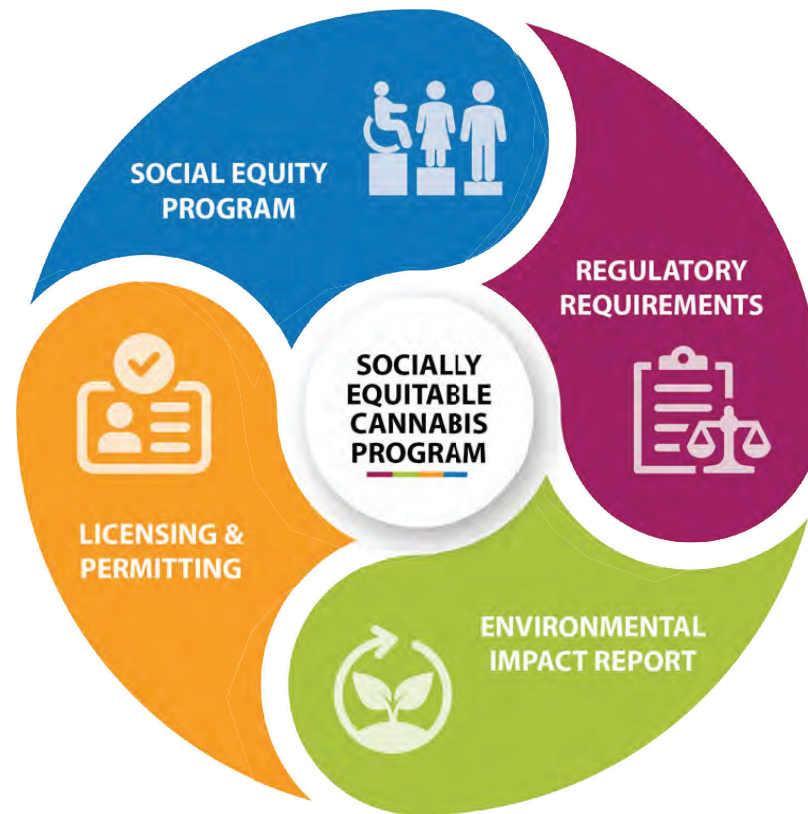 SOCIAL EQUITY
PROGRAM
REGULATORY
REQUIREMENTS
SOCIALLY
EQUITABLE
CANNABIS
PROGRAM
LICENSING &
PERMITTING
ENVIRONMENTAL
IMPACT REPORT